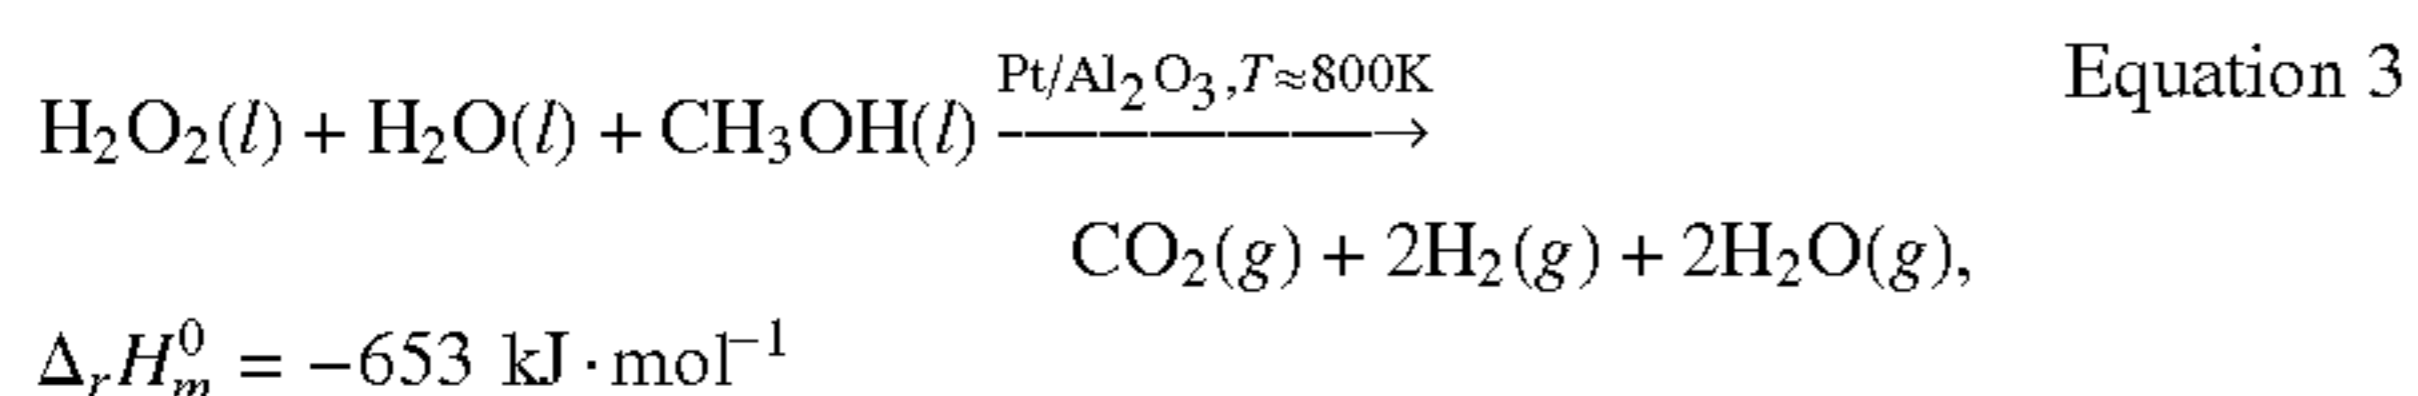 Equation 3
H₂O₂(l) + H₂O(l) + CH₃OH(l) —Pt/Al₂O₃,T≈800K→
CO₂(g) + 2H₂(g) + 2H₂O(g),
ΔᵣH⁰ₘ = −653 kJ·mol⁻¹